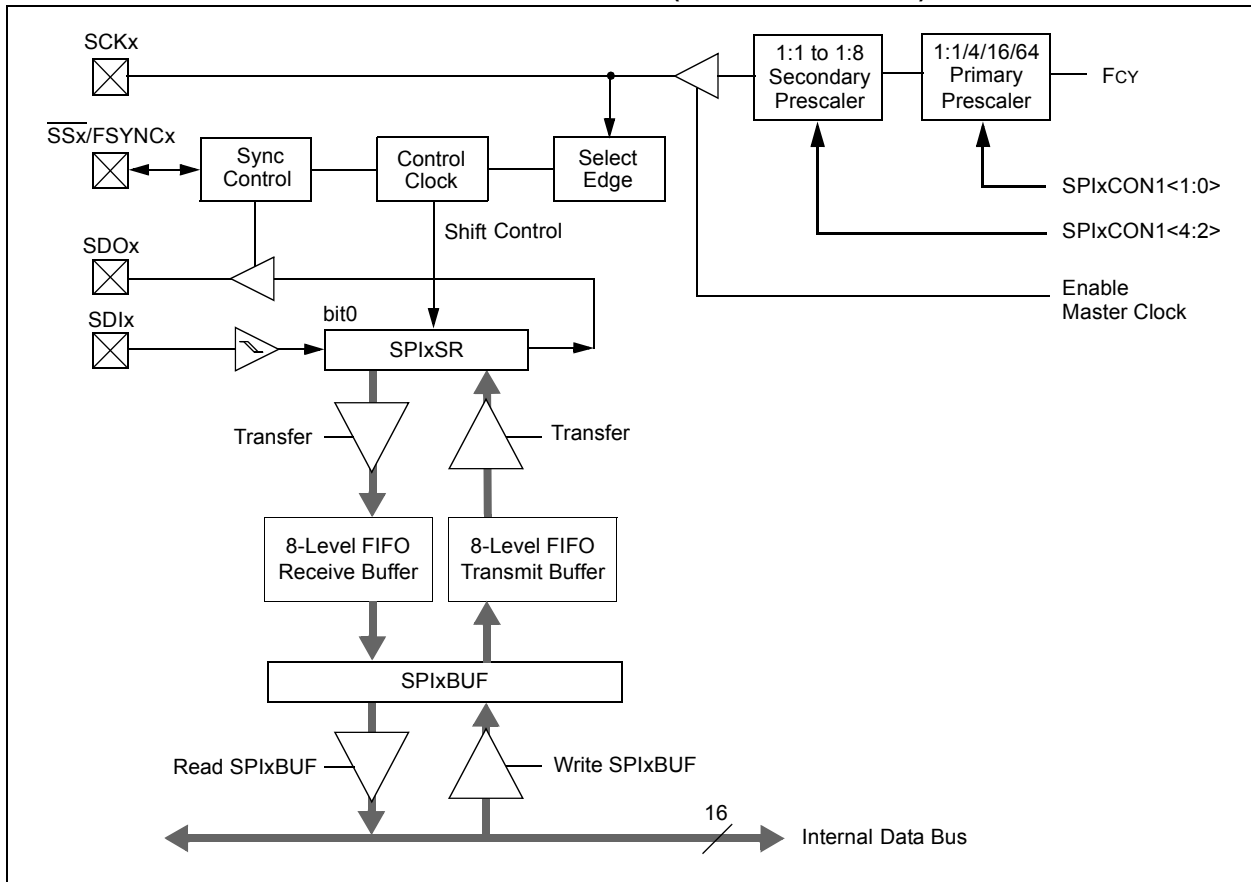 SCKx
SSx/FSYNCx
SDOx
SDIx
1:1 to 1:8
Secondary
Prescaler
1:1/4/16/64
Primary
Prescaler
FCY
Sync
Control
Control
Clock
Select
Edge
SPIxCON1<1:0>
SPIxCON1<4:2>
Shift Control
Enable
Master Clock
bit0
SPIxSR
Transfer
Transfer
8-Level FIFO
Receive Buffer
8-Level FIFO
Transmit Buffer
SPIxBUF
Read SPIxBUF
Write SPIxBUF
16
Internal Data Bus